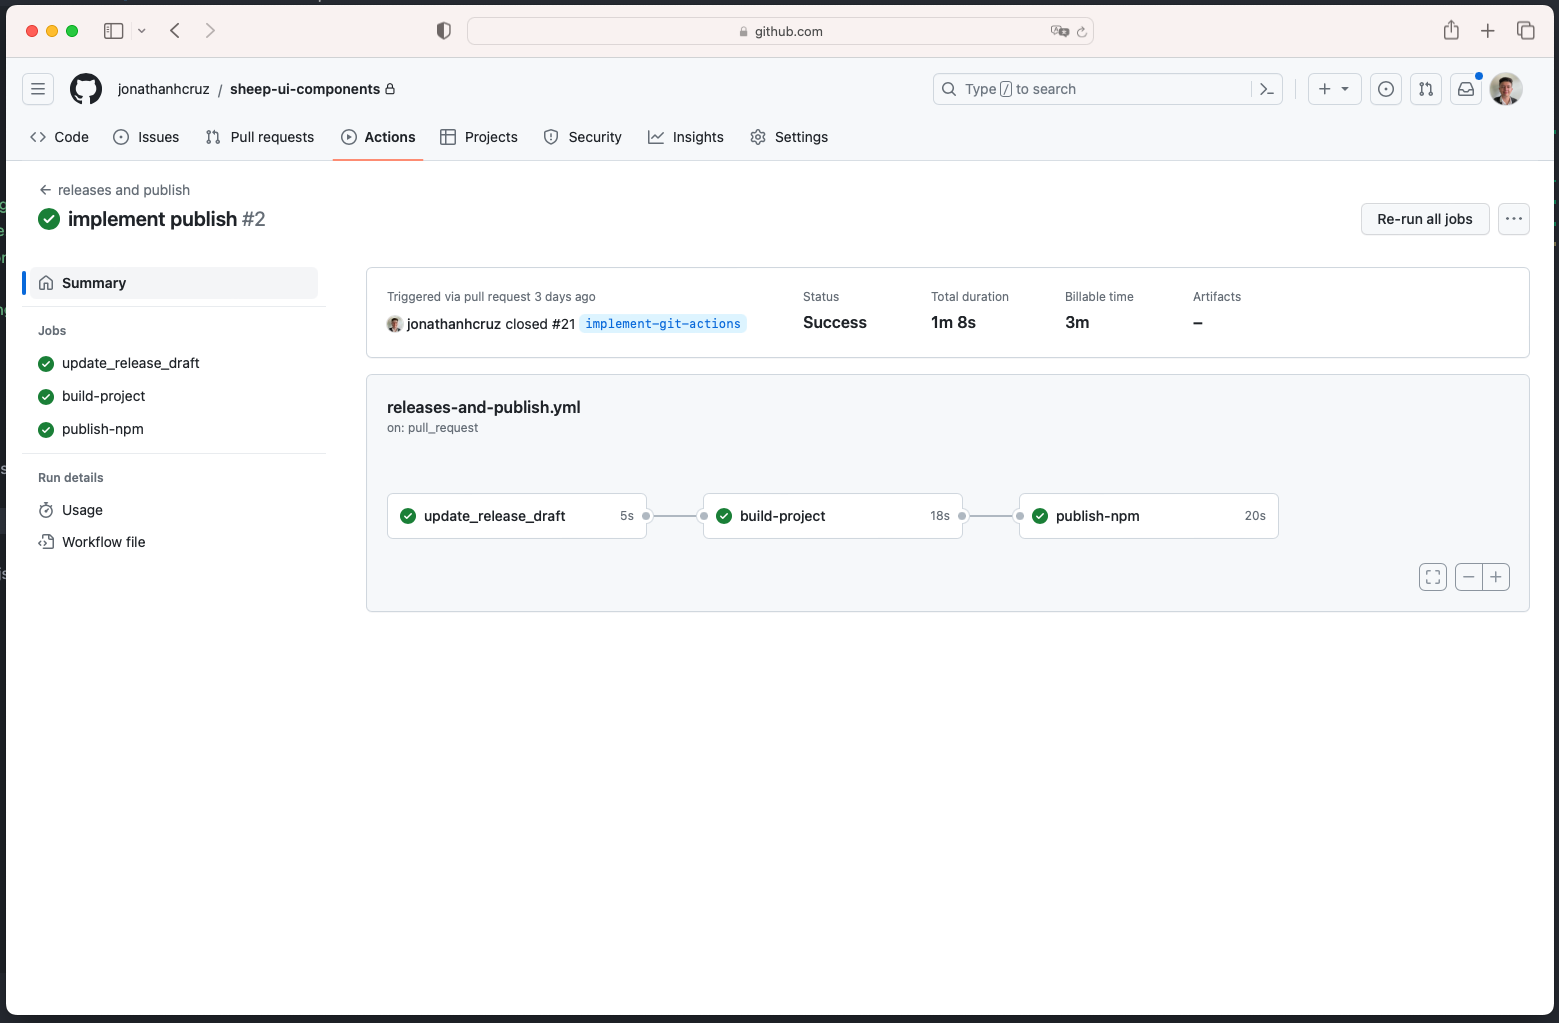 github.com
jonathanhcruz / sheep-ui-components
Type / to search
Code Issues Pull requests Actions Projects Security Insights Settings
releases and publish
implement publish #2
Re-run all jobs
Summary
Jobs
update_release_draft
build-project
publish-npm
Run details
Usage
Workflow file
Triggered via pull request 3 days ago
jonathanhcruz closed #21 implement-git-actions
Status
Success
Total duration
1m 8s
Billable time
3m
Artifacts
–
releases-and-publish.yml
on: pull_request
update_release_draft 5s
build-project 18s
publish-npm 20s